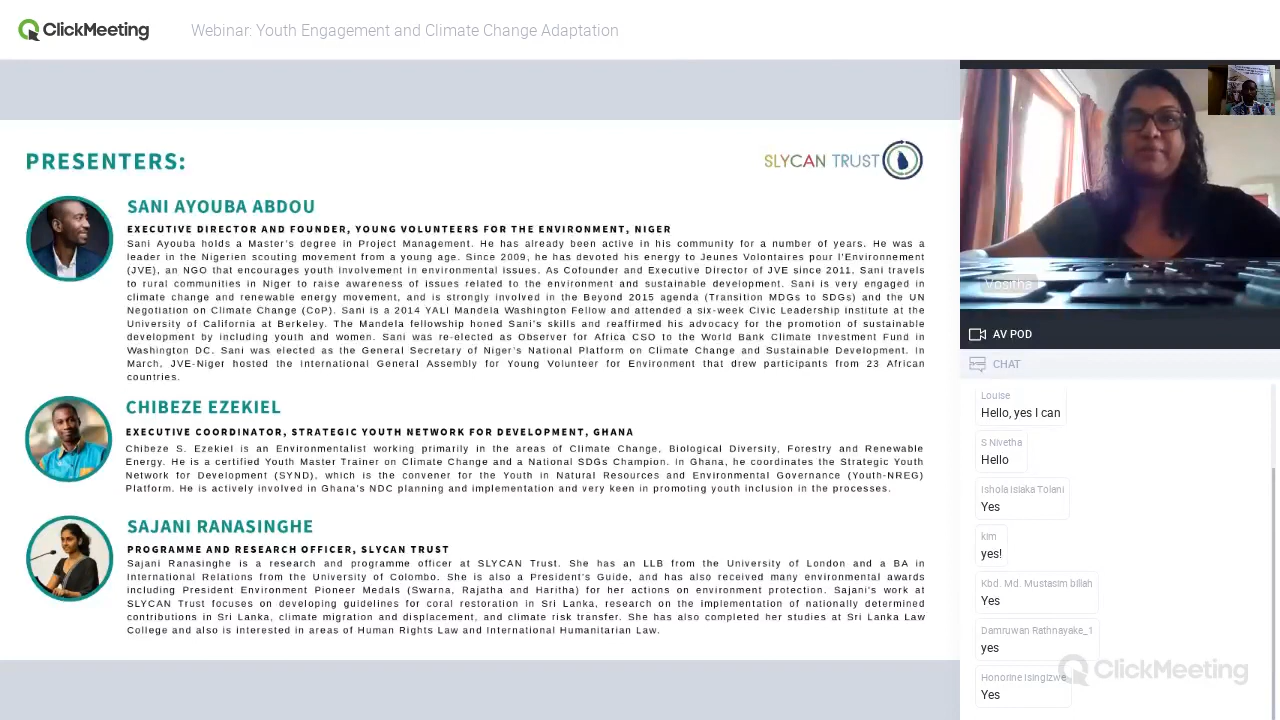 ClickMeeting
Webinar: Youth Engagement and Climate Change Adaptation
PRESENTERS:
SLYCAN TRUST
SANI AYOUBA ABDOU
EXECUTIVE DIRECTOR AND FOUNDER, YOUNG VOLUNTEERS FOR THE ENVIRONMENT, NIGER
Sani Ayouba holds a Master's degree in Project Management. He has already been active in his community for a number of years. He was a
leader in the Nigerien scouting movement from a young age. Since 2009, he has devoted his energy to Jeunes Volontaires pour l'Environnement
(JVE), an NGO that encourages youth involvement in environmental issues. As Cofounder and Executive Director of JVE since 2011. Sani travels
to rural communities in Niger to raise awareness of issues related to the environment and sustainable development. Sani is very engaged in
climate change and renewable energy movement, and is strongly involved in the Beyond 2015 agenda (Transition MDGs to SDGs) and the UN
Negotiation on Climate Change (CoP). Sani is a 2014 YALI Mandela Washington Fellow and attended a six-week Civic Leadership Institute at the
University of California at Berkeley. The Mandela fellowship honed Sani's skills and reaffirmed his advocacy for the promotion of sustainable
development by including youth and women. Sani was re-elected as Observer for Africa CSO to the World Bank Climate Investment Fund in
Washington DC. Sani was elected as the General Secretary of Niger's National Platform on Climate Change and Sustainable Development. In
March, JVE-Niger hosted the International General Assembly for Young Volunteer for Environment that drew participants from 23 African
countries.
CHIBEZE EZEKIEL
EXECUTIVE COORDINATOR, STRATEGIC YOUTH NETWORK FOR DEVELOPMENT, GHANA
Chibeze S. Ezekiel is an Environmentalist working primarily in the areas of Climate Change, Biological Diversity, Forestry and Renewable
Energy. He is a certified Youth Master Trainer on Climate Change and a National SDGs Champion. In Ghana, he coordinates the Strategic Youth
Network for Development (SYND), which is the convener for the Youth in Natural Resources and Environmental Governance (Youth-NREG)
Platform. He is actively involved in Ghana's NDC planning and implementation and very keen in promoting youth inclusion in the processes.
SAJANI RANASINGHE
PROGRAMME AND RESEARCH OFFICER, SLYCAN TRUST
Sajani Ranasinghe is a research and programme officer at SLYCAN Trust. She has an LLB from the University of London and a BA in
International Relations from the University of Colombo. She is also a President's Guide, and has also received many environmental awards
including President Environment Pioneer Medals (Swarna, Rajatha and Haritha) for her actions on environment protection. Sajani's work at
SLYCAN Trust focuses on developing guidelines for coral restoration in Sri Lanka, research on the implementation of nationally determined
contributions in Sri Lanka, climate migration and displacement, and climate risk transfer. She has also completed her studies at Sri Lanka Law
College and also is interested in areas of Human Rights Law and International Humanitarian Law.
Vositha
AV POD
CHAT
Louise
Hello, yes I can
S Nivetha
Hello
Ishola Isiaka Tolani
Yes
kim
yes!
Kbd. Md. Mustasim billah
Yes
Damruwan Rathnayake_1
yes
Honorine Isingizwe
Yes
ClickMeeting